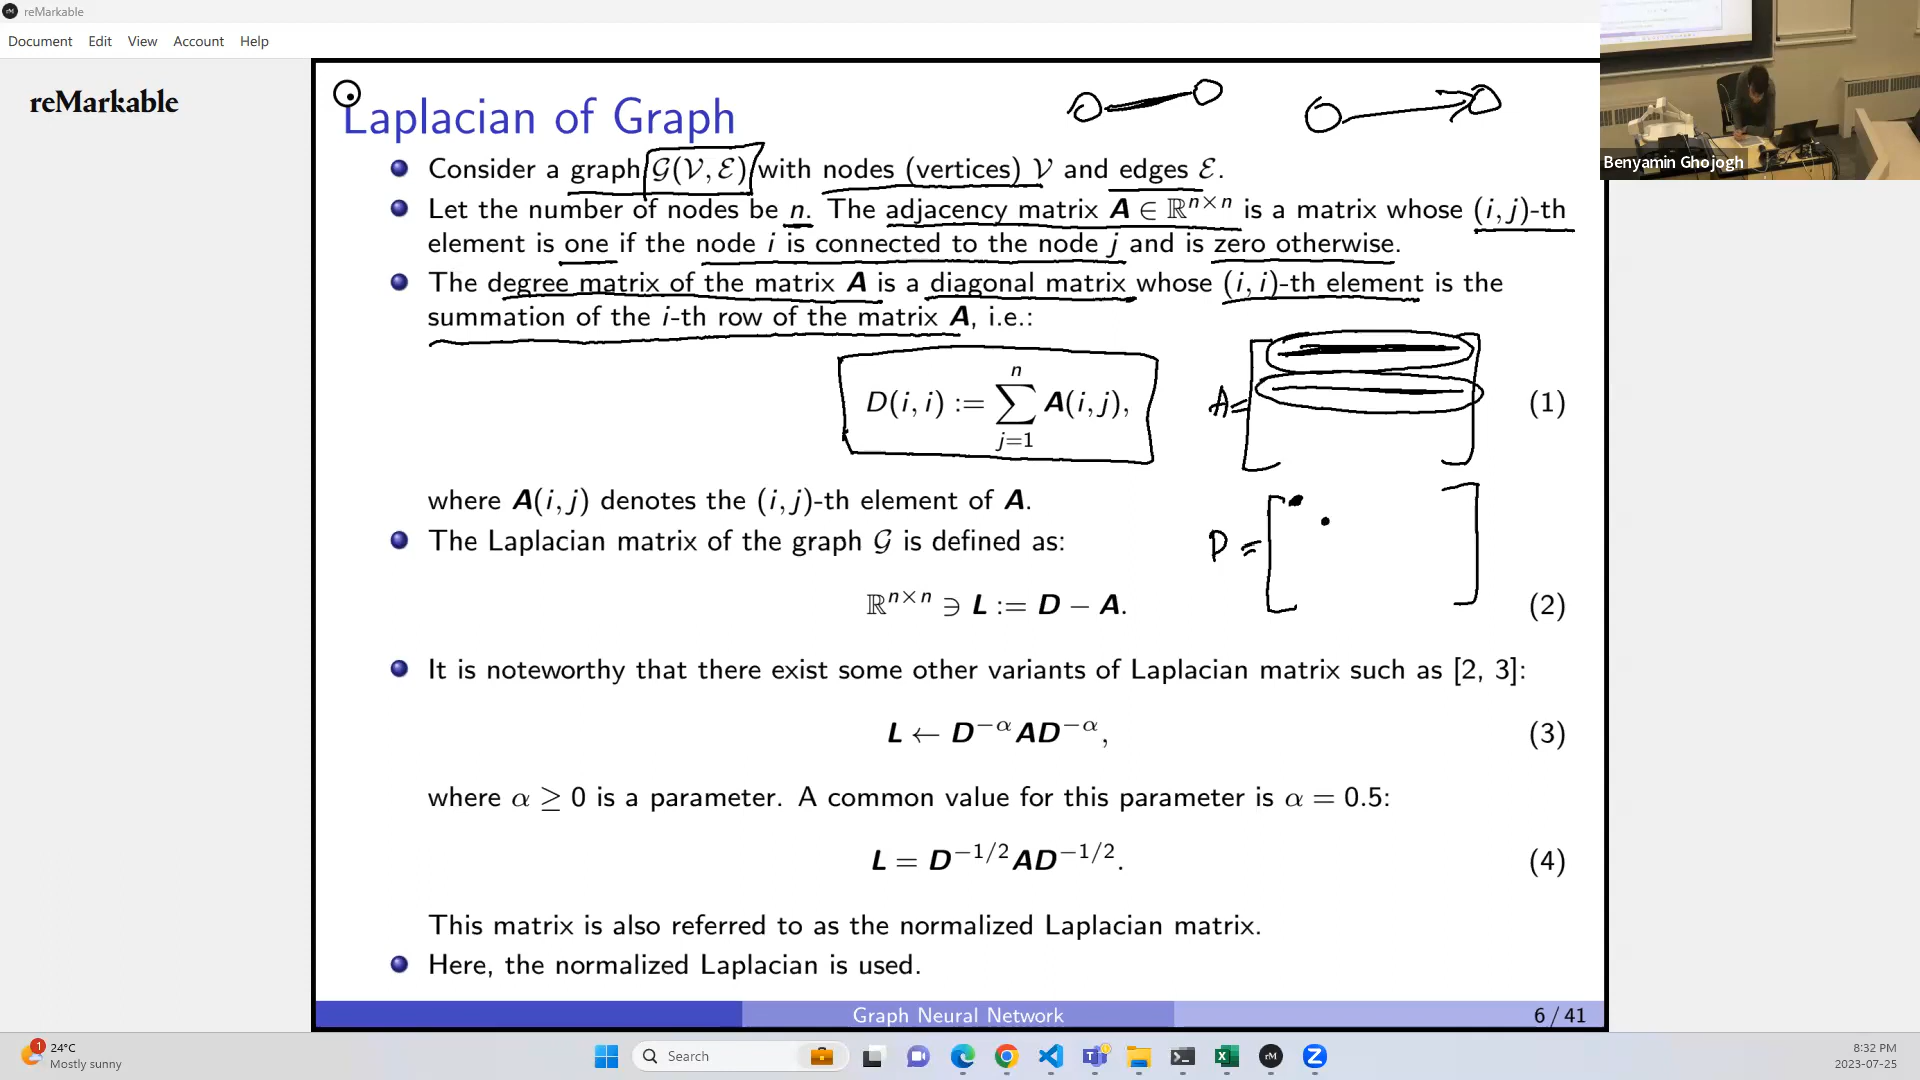 reMarkable
Document Edit View Account Help
reMarkable
Benyamin Ghojogh
Laplacian of Graph
Consider a graph 𝒢(𝒱, ℰ) with nodes (vertices) 𝒱 and edges ℰ.
Let the number of nodes be n. The adjacency matrix A ∈ ℝⁿˣⁿ is a matrix whose (i, j)-th
element is one if the node i is connected to the node j and is zero otherwise.
The degree matrix of the matrix A is a diagonal matrix whose (i, i)-th element is the
summation of the i-th row of the matrix A, i.e.:
D(i, i) := ∑ⁿⱼ₌₁ A(i, j), (1)
A =
where A(i, j) denotes the (i, j)-th element of A.
D =
The Laplacian matrix of the graph 𝒢 is defined as:
ℝⁿˣⁿ ∋ L := D − A. (2)
It is noteworthy that there exist some other variants of Laplacian matrix such as [2, 3]:
L ← D^{−α} A D^{−α}, (3)
where α ≥ 0 is a parameter. A common value for this parameter is α = 0.5:
L = D^{−1/2} A D^{−1/2}. (4)
This matrix is also referred to as the normalized Laplacian matrix.
Here, the normalized Laplacian is used.
Graph Neural Network 6 / 41
1 24°C
Mostly sunny
Search
rM
8:32 PM
2023-07-25